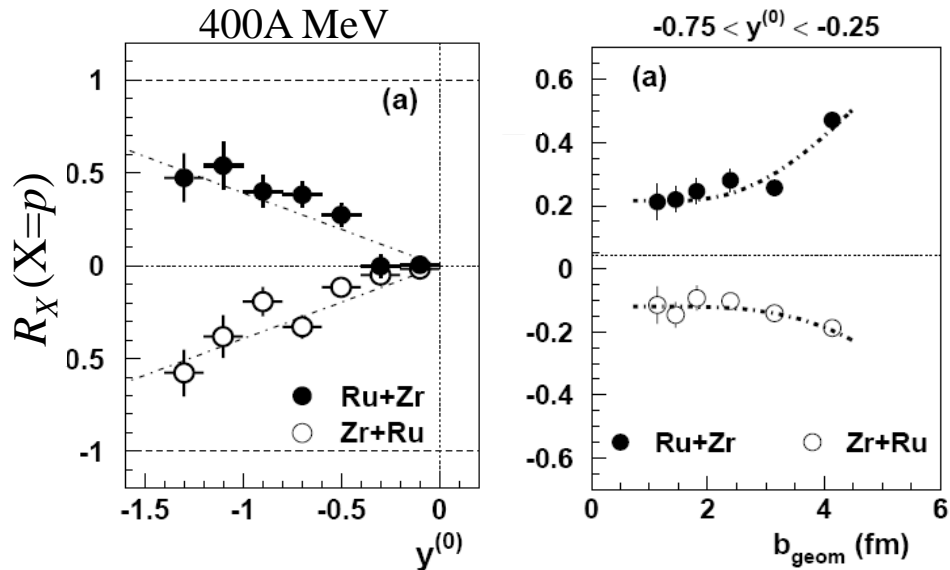 400A MeV
R_X (X=p)
1
0.5
0
0.5
-1
(a)
Ru+Zr
Zr+Ru
-1.5 -1 -0.5 0
y^(0)
-0.75 < y^(0) < -0.25
0.6
0.4
0.2
0
-0.2
-0.4
-0.6
(a)
Ru+Zr Zr+Ru
0 2 4 6
b_geom (fm)